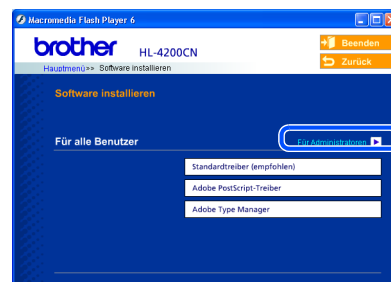 Macromedia Flash Player 6
brother HL-4200CN
Beenden
Zurück
Hauptmenü>> Software installieren
Software installieren
Für alle Benutzer
Für Administratoren
Standardtreiber (empfohlen)
Adobe PostScript-Treiber
Adobe Type Manager